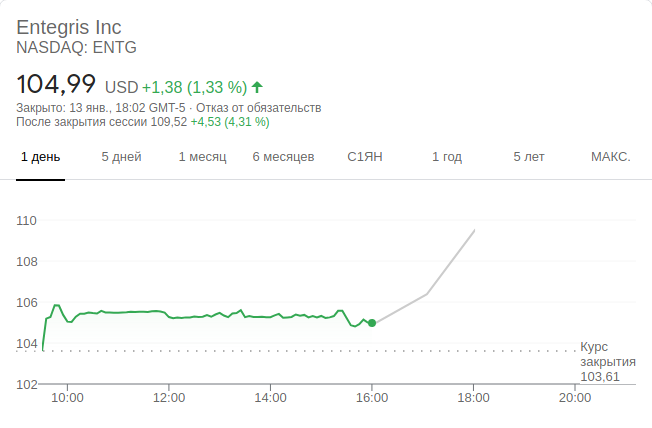 Entegris Inc
NASDAQ: ENTG
104,99 USD +1,38 (1,33 %)
Закрыто: 13 янв., 18:02 GMT-5 · Отказ от обязательств
После закрытия сессии 109,52 +4,53 (4,31 %)
1 день 5 дней 1 месяц 6 месяцев С1ЯН 1 год 5 лет МАКС.
110
108
106
104
102
Курс
закрытия
103,61
10:00 12:00 14:00 16:00 18:00 20:00